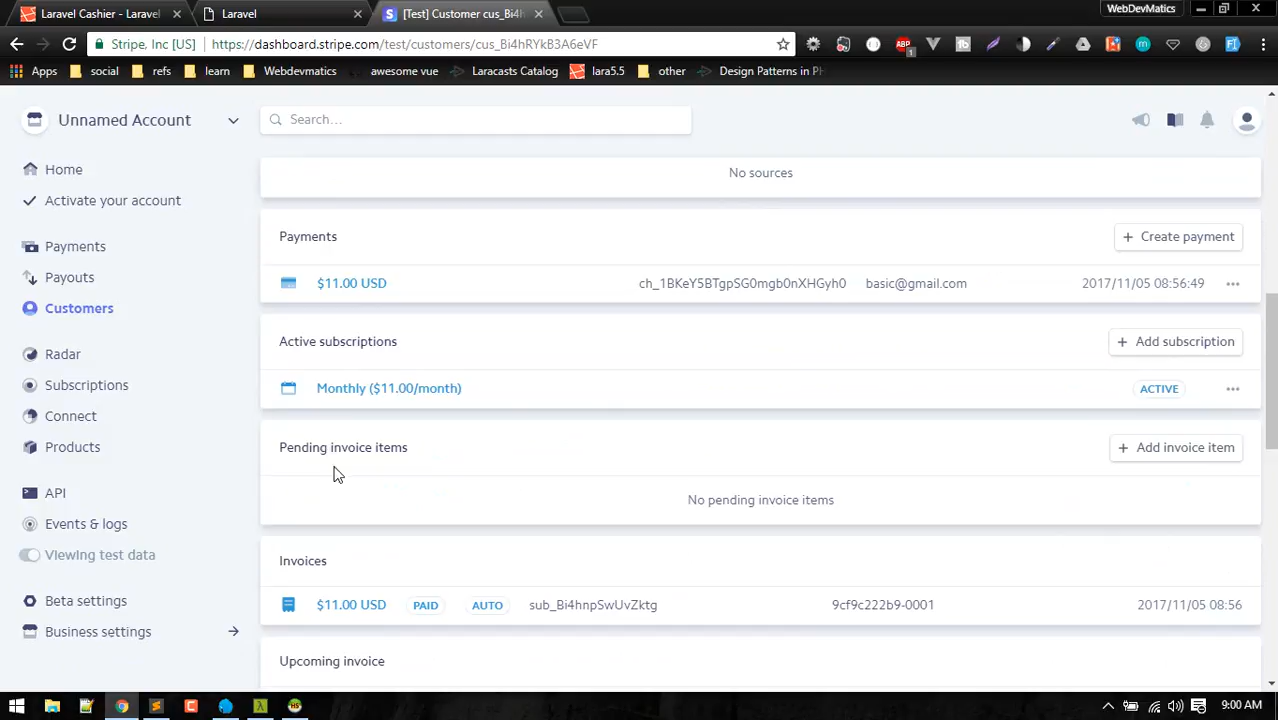 Laravel Cashier - Laravel
Laravel
[Test] Customer cus_Bi4h
WebDevMatics
Stripe, Inc [US]
https://dashboard.stripe.com/test/customers/cus_Bi4hRYkB3A6eVF
Apps
social
refs
learn
Webdevmatics
awesome vue
Laracasts Catalog
lara5.5
other
Design Patterns in PH
Unnamed Account
Search…
Home
Activate your account
Payments
Payouts
Customers
Radar
Subscriptions
Connect
Products
API
Events & logs
Viewing test data
Beta settings
Business settings
No sources
Payments
+ Create payment
$11.00 USD
ch_1BKeY5BTgpSG0mgb0nXHGyh0
basic@gmail.com
2017/11/05 08:56:49
Active subscriptions
+ Add subscription
Monthly ($11.00/month)
ACTIVE
Pending invoice items
+ Add invoice item
No pending invoice items
Invoices
$11.00 USD
PAID
AUTO
sub_Bi4hnpSwUvZktg
9cf9c222b9-0001
2017/11/05 08:56
Upcoming invoice
9:00 AM